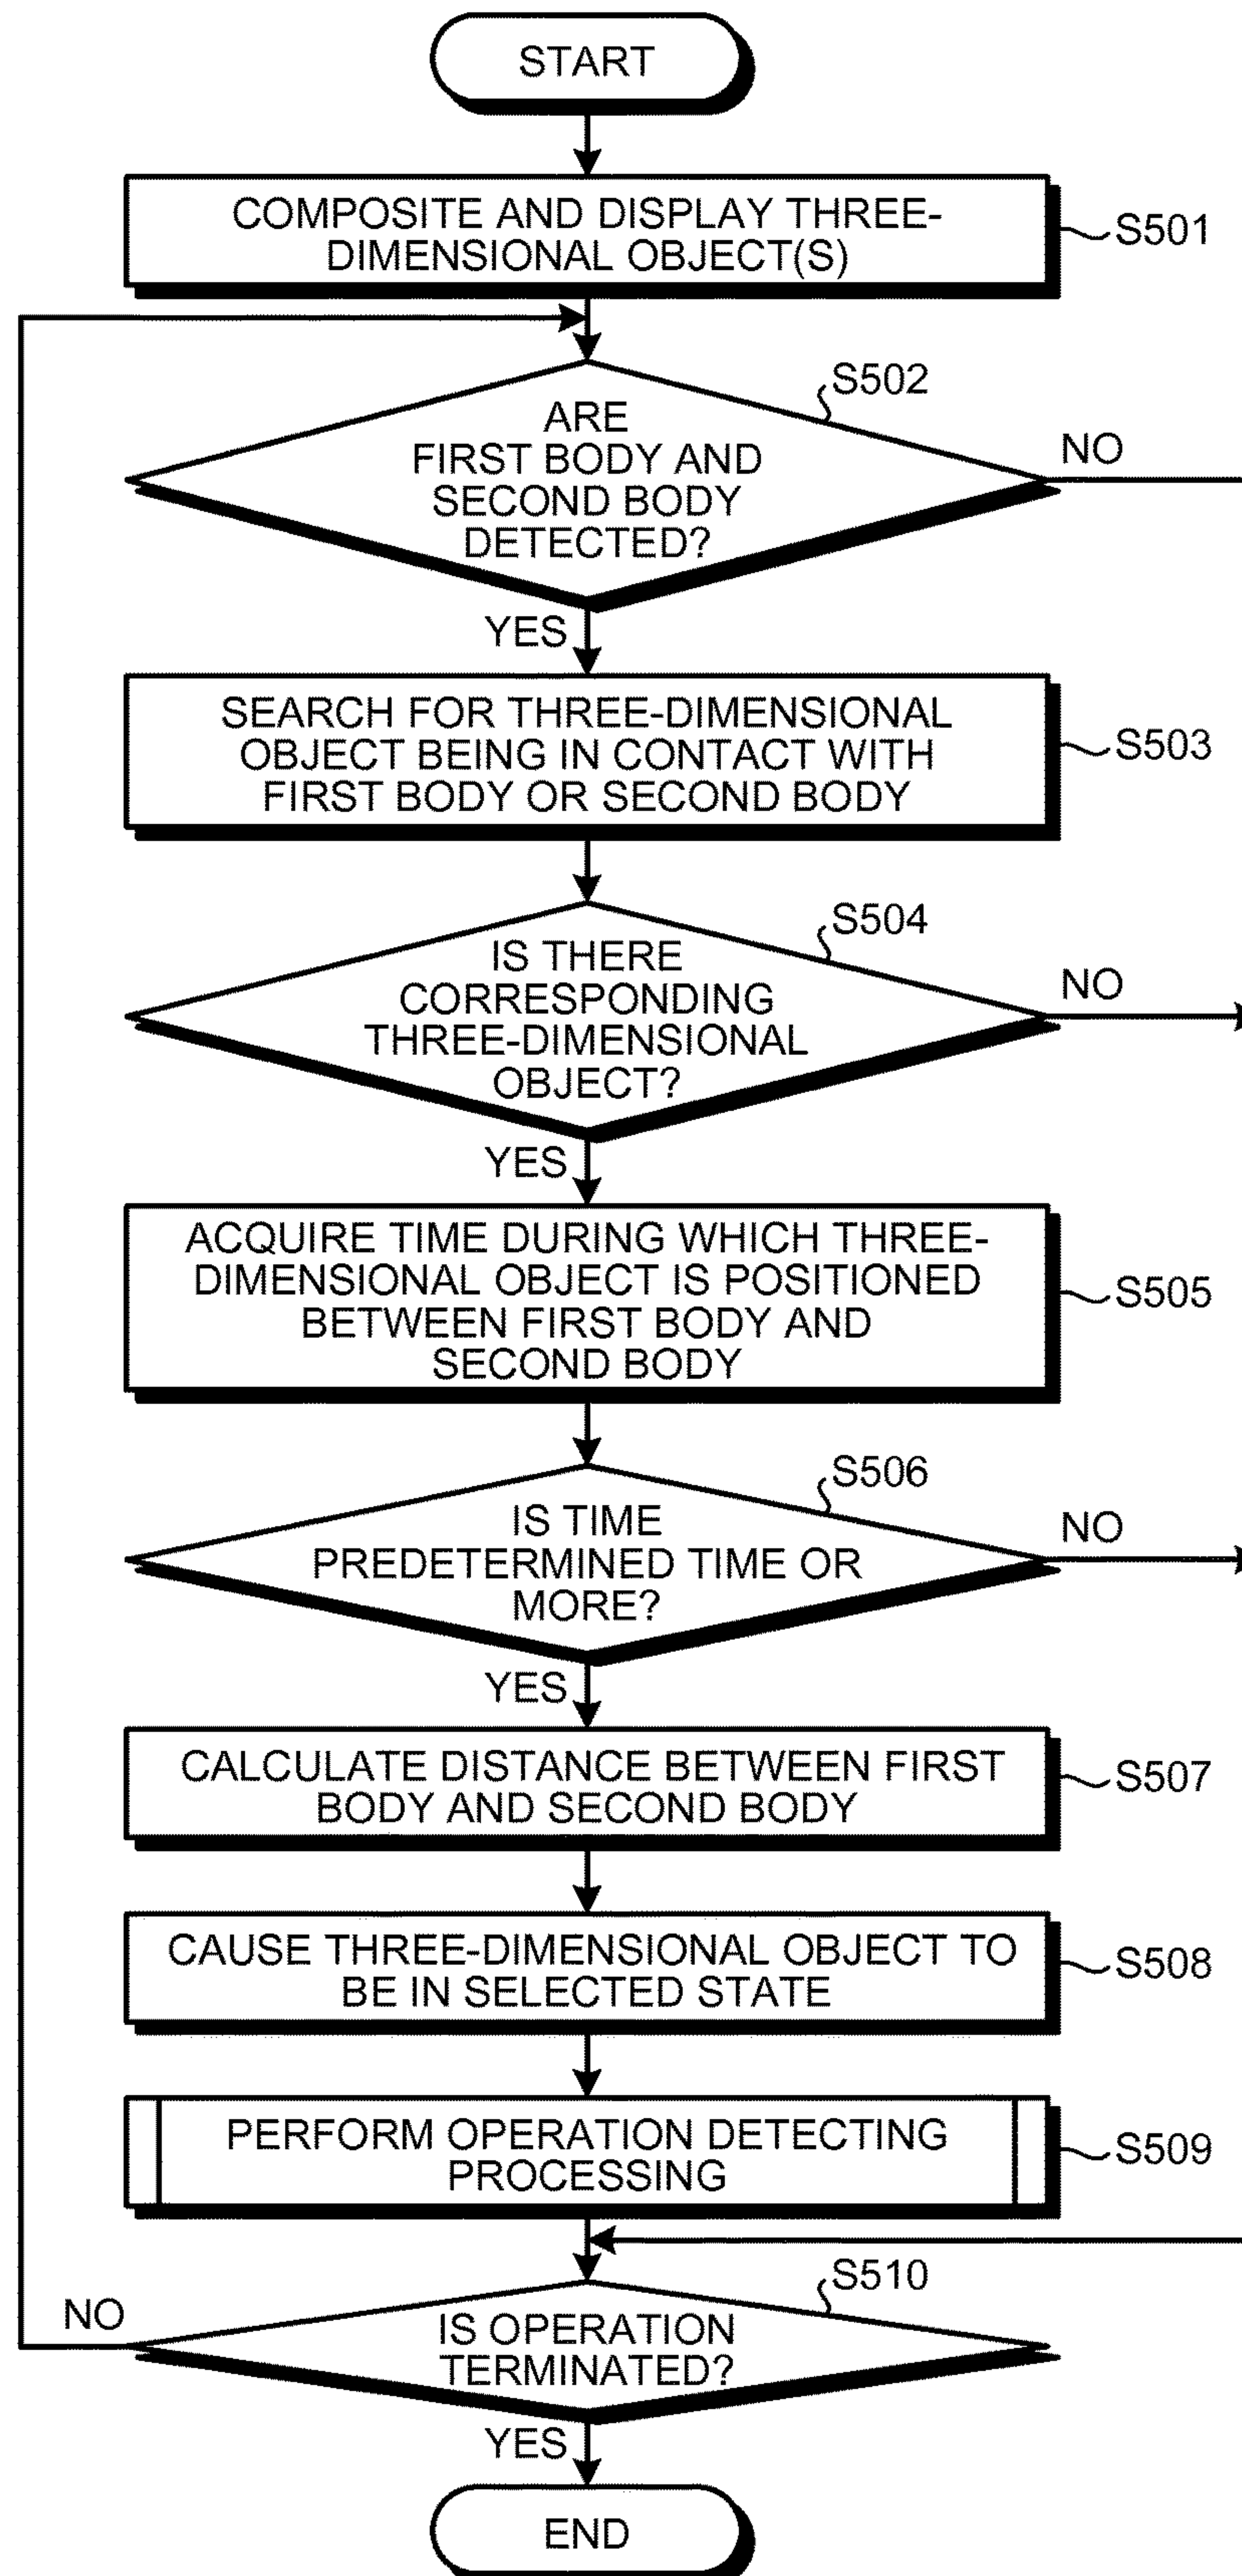 START
COMPOSITE AND DISPLAY THREE-
DIMENSIONAL OBJECT(S)
S501
S502
ARE
FIRST BODY AND
SECOND BODY
DETECTED?
NO
YES
SEARCH FOR THREE-DIMENSIONAL
OBJECT BEING IN CONTACT WITH
FIRST BODY OR SECOND BODY
S503
S504
IS THERE
CORRESPONDING
THREE-DIMENSIONAL
OBJECT?
NO
YES
ACQUIRE TIME DURING WHICH THREE-
DIMENSIONAL OBJECT IS POSITIONED
BETWEEN FIRST BODY AND
SECOND BODY
S505
S506
IS TIME
PREDETERMINED TIME OR
MORE?
NO
YES
CALCULATE DISTANCE BETWEEN FIRST
BODY AND SECOND BODY
S507
CAUSE THREE-DIMENSIONAL OBJECT TO
BE IN SELECTED STATE
S508
PERFORM OPERATION DETECTING
PROCESSING
S509
S510
NO
IS OPERATION
TERMINATED?
YES
END